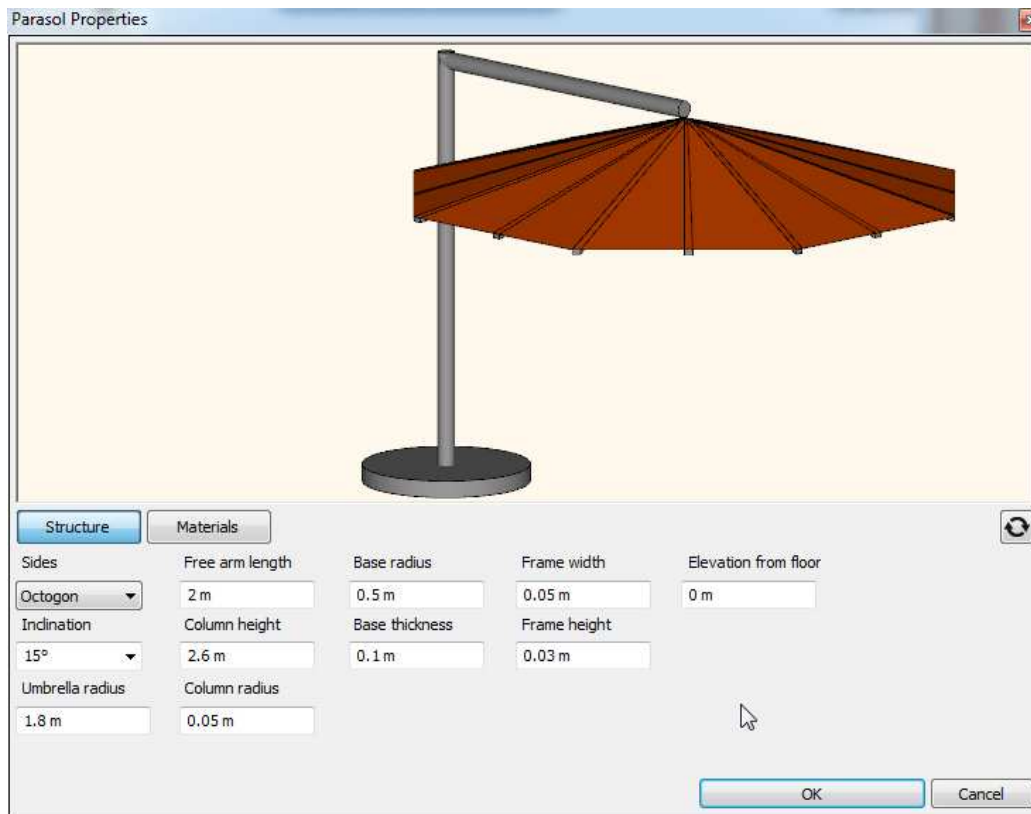 Parasol Properties
Structure Materials
Sides Free arm length Base radius Frame width Elevation from floor
Octogon 2 m 0.5 m 0.05 m 0 m
Inclination Column height Base thickness Frame height
15° 2.6 m 0.1 m 0.03 m
Umbrella radius Column radius
1.8 m 0.05 m
OK Cancel